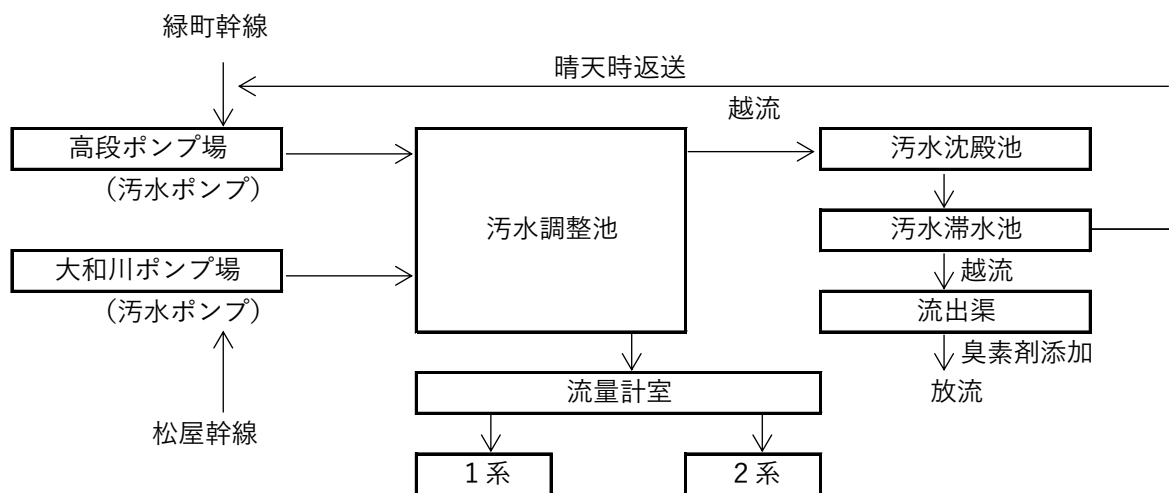 緑町幹線
晴天時返送
越流
高段ポンプ場
（汚水ポンプ）
汚水調整池
汚水沈殿池
汚水滞水池
越流
大和川ポンプ場
（汚水ポンプ）
流出渠
臭素剤添加
放流
流量計室
松屋幹線
１系
２系